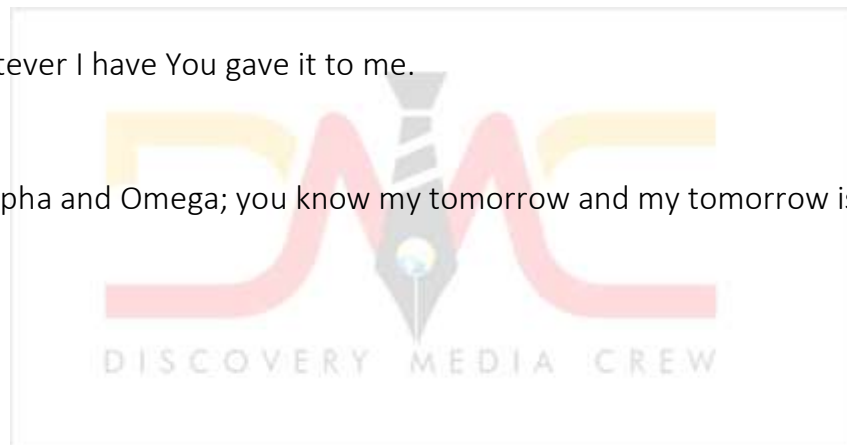 tever I have You gave it to me.
pha and Omega; you know my tomorrow and my tomorrow is
DMC
DISCOVERY MEDIA CREW